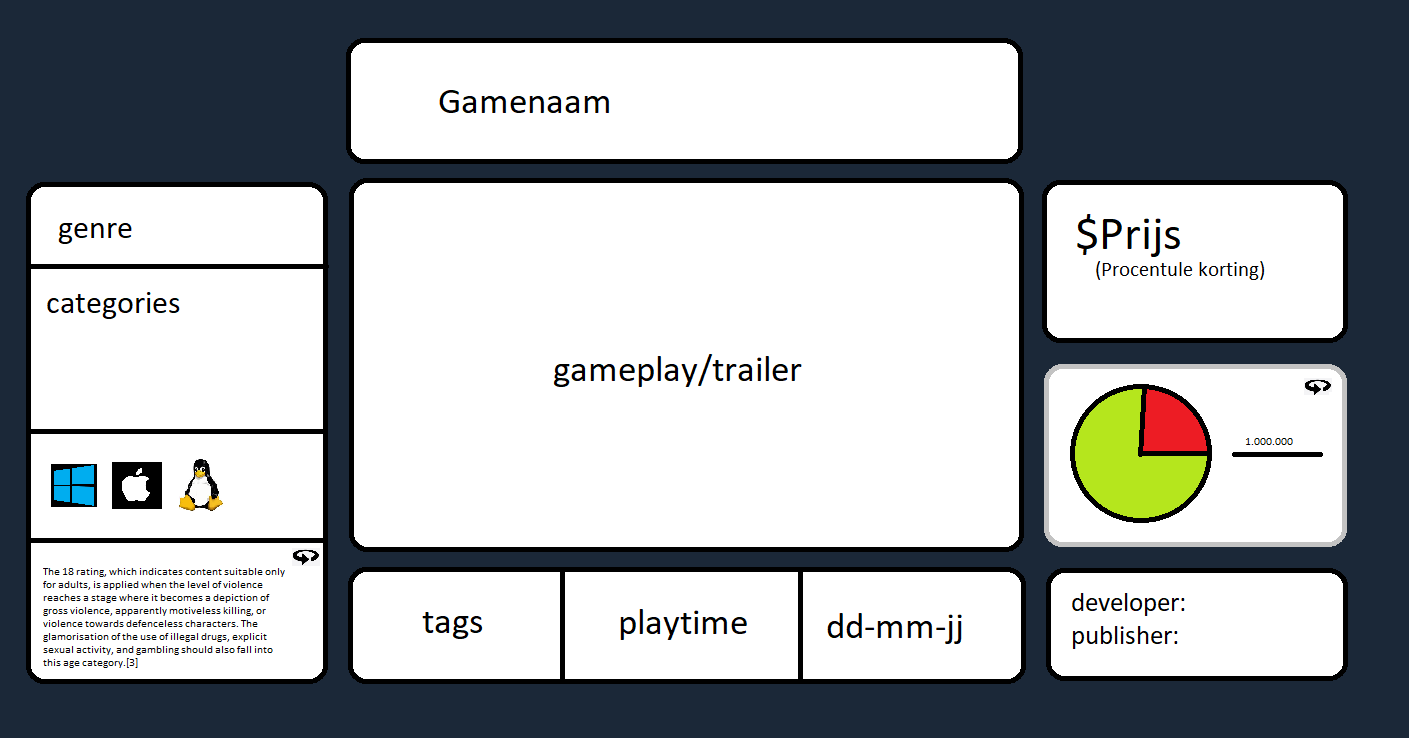 Gamenaam
genre
categories
The 18 rating, which indicates content suitable only
for adults, is applied when the level of violence
reaches a stage where it becomes a depiction of
gross violence, apparently motiveless killing, or
violence towards defenceless characters. The
glamorisation of the use of illegal drugs, explicit
sexual activity, and gambling should also fall into
this age category.[3]
gameplay/trailer
tags
playtime
dd-mm-jj
$Prijs
(Procentule korting)
1.000.000
developer:
publisher: